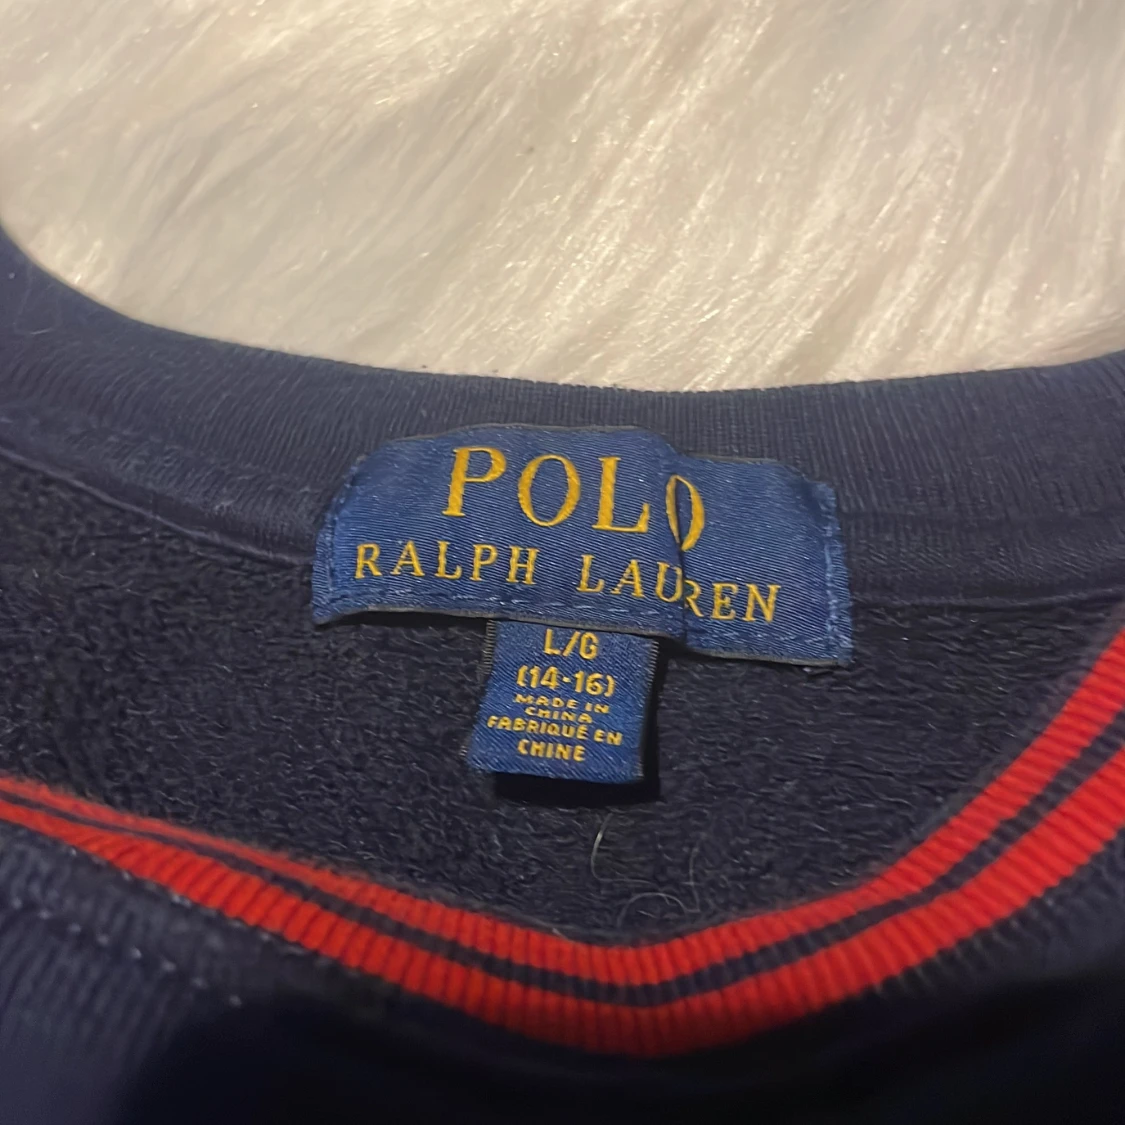 POLO
RALPH LAUREN
L/G
(14-16)
MADE IN
CHINA
FABRIQUÉ EN
CHINE